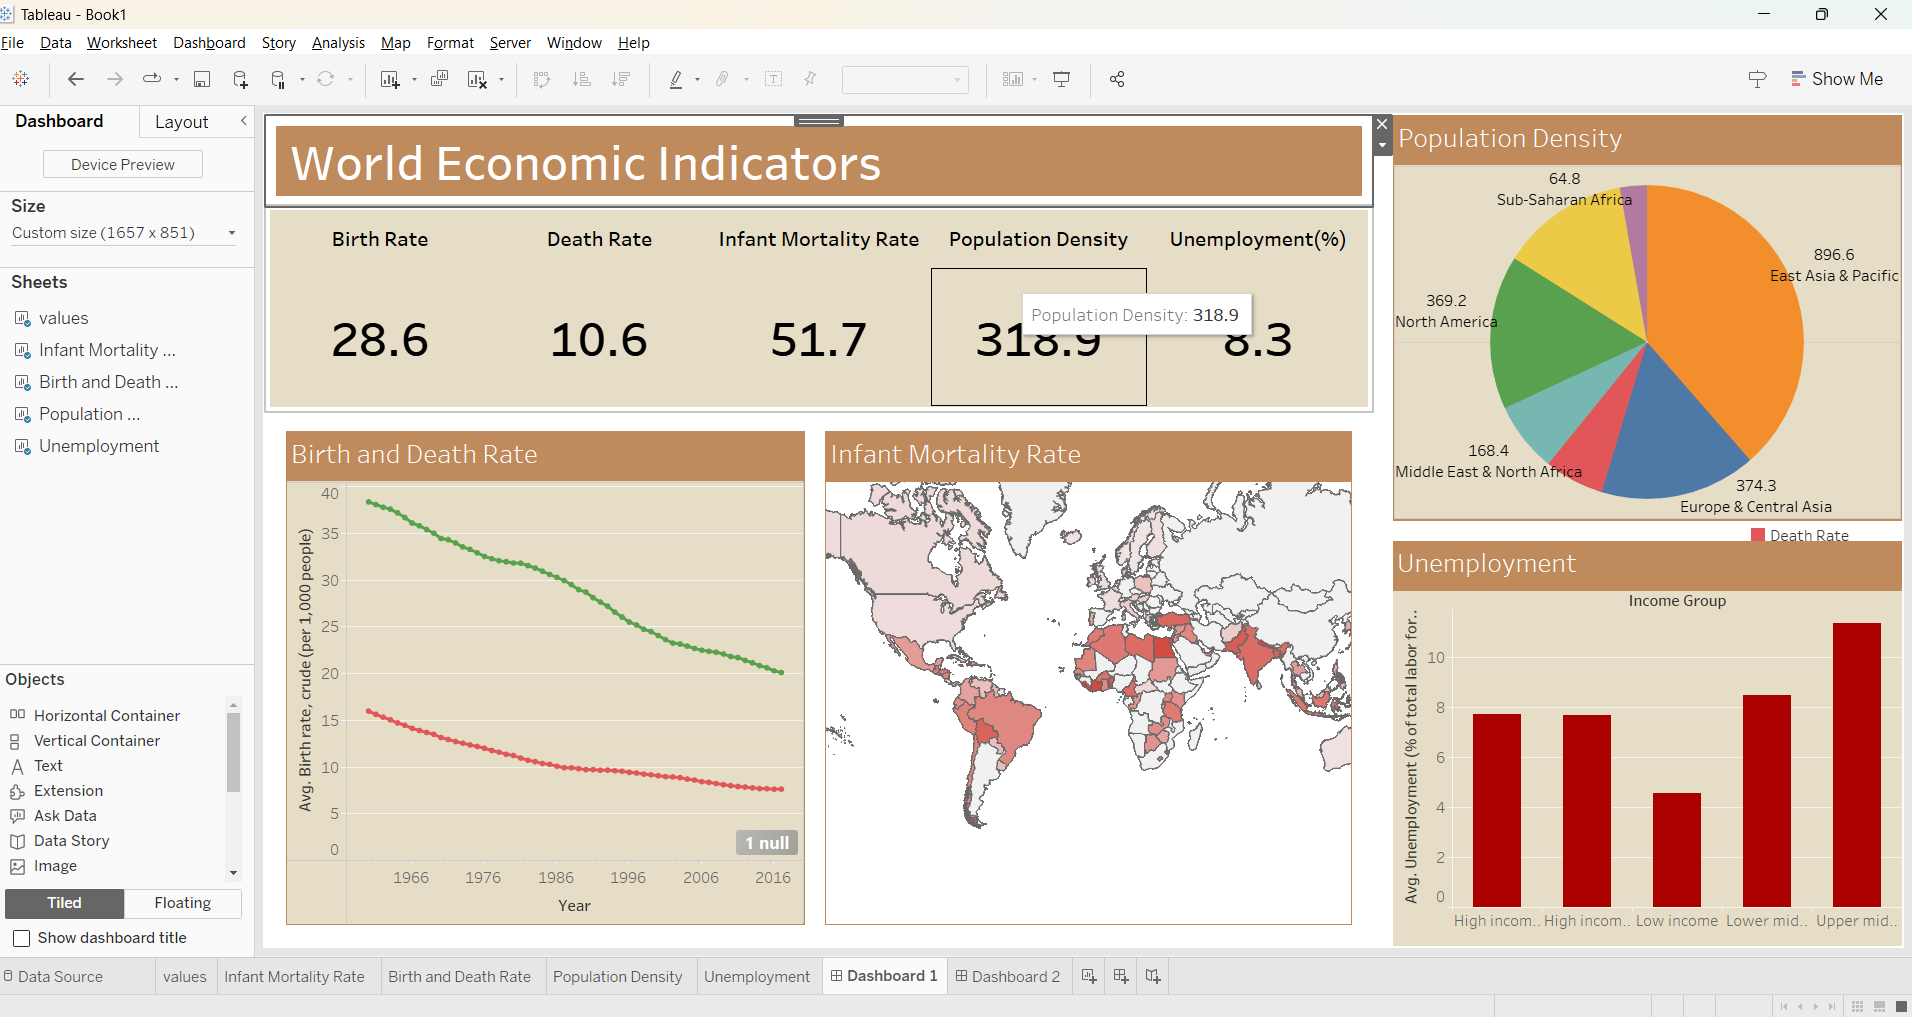 Tableau - Book1
File Data Worksheet Dashboard Story Analysis Map Format Server Window Help
Show Me
Dashboard Layout
Device Preview
Size
Custom size (1657 x 851)
Sheets
values
Infant Mortality ...
Birth and Death ...
Population ...
Unemployment
Objects
Horizontal Container
Vertical Container
Text
Extension
Ask Data
Data Story
Image
Tiled Floating
Show dashboard title
World Economic Indicators
Birth Rate Death Rate Infant Mortality Rate Population Density Unemployment(%)
28.6 10.6 51.7 318.9 8.3
Population Density: 318.9
Birth and Death Rate
Avg. Birth rate, crude (per 1,000 people)
40
35
30
25
20
15
10
5
0
1 null
1966 1976 1986 1996 2006 2016
Year
Infant Mortality Rate
Population Density
64.8
Sub-Saharan Africa
896.6
East Asia & Pacific
369.2
North America
168.4
Middle East & North Africa
374.3
Europe & Central Asia
Death Rate
Unemployment
Income Group
Avg. Unemployment (% of total labor for..
10
8
6
4
2
0
High incom.. High incom.. Low income Lower mid.. Upper mid..
Data Source values Infant Mortality Rate Birth and Death Rate Population Density Unemployment Dashboard 1 Dashboard 2